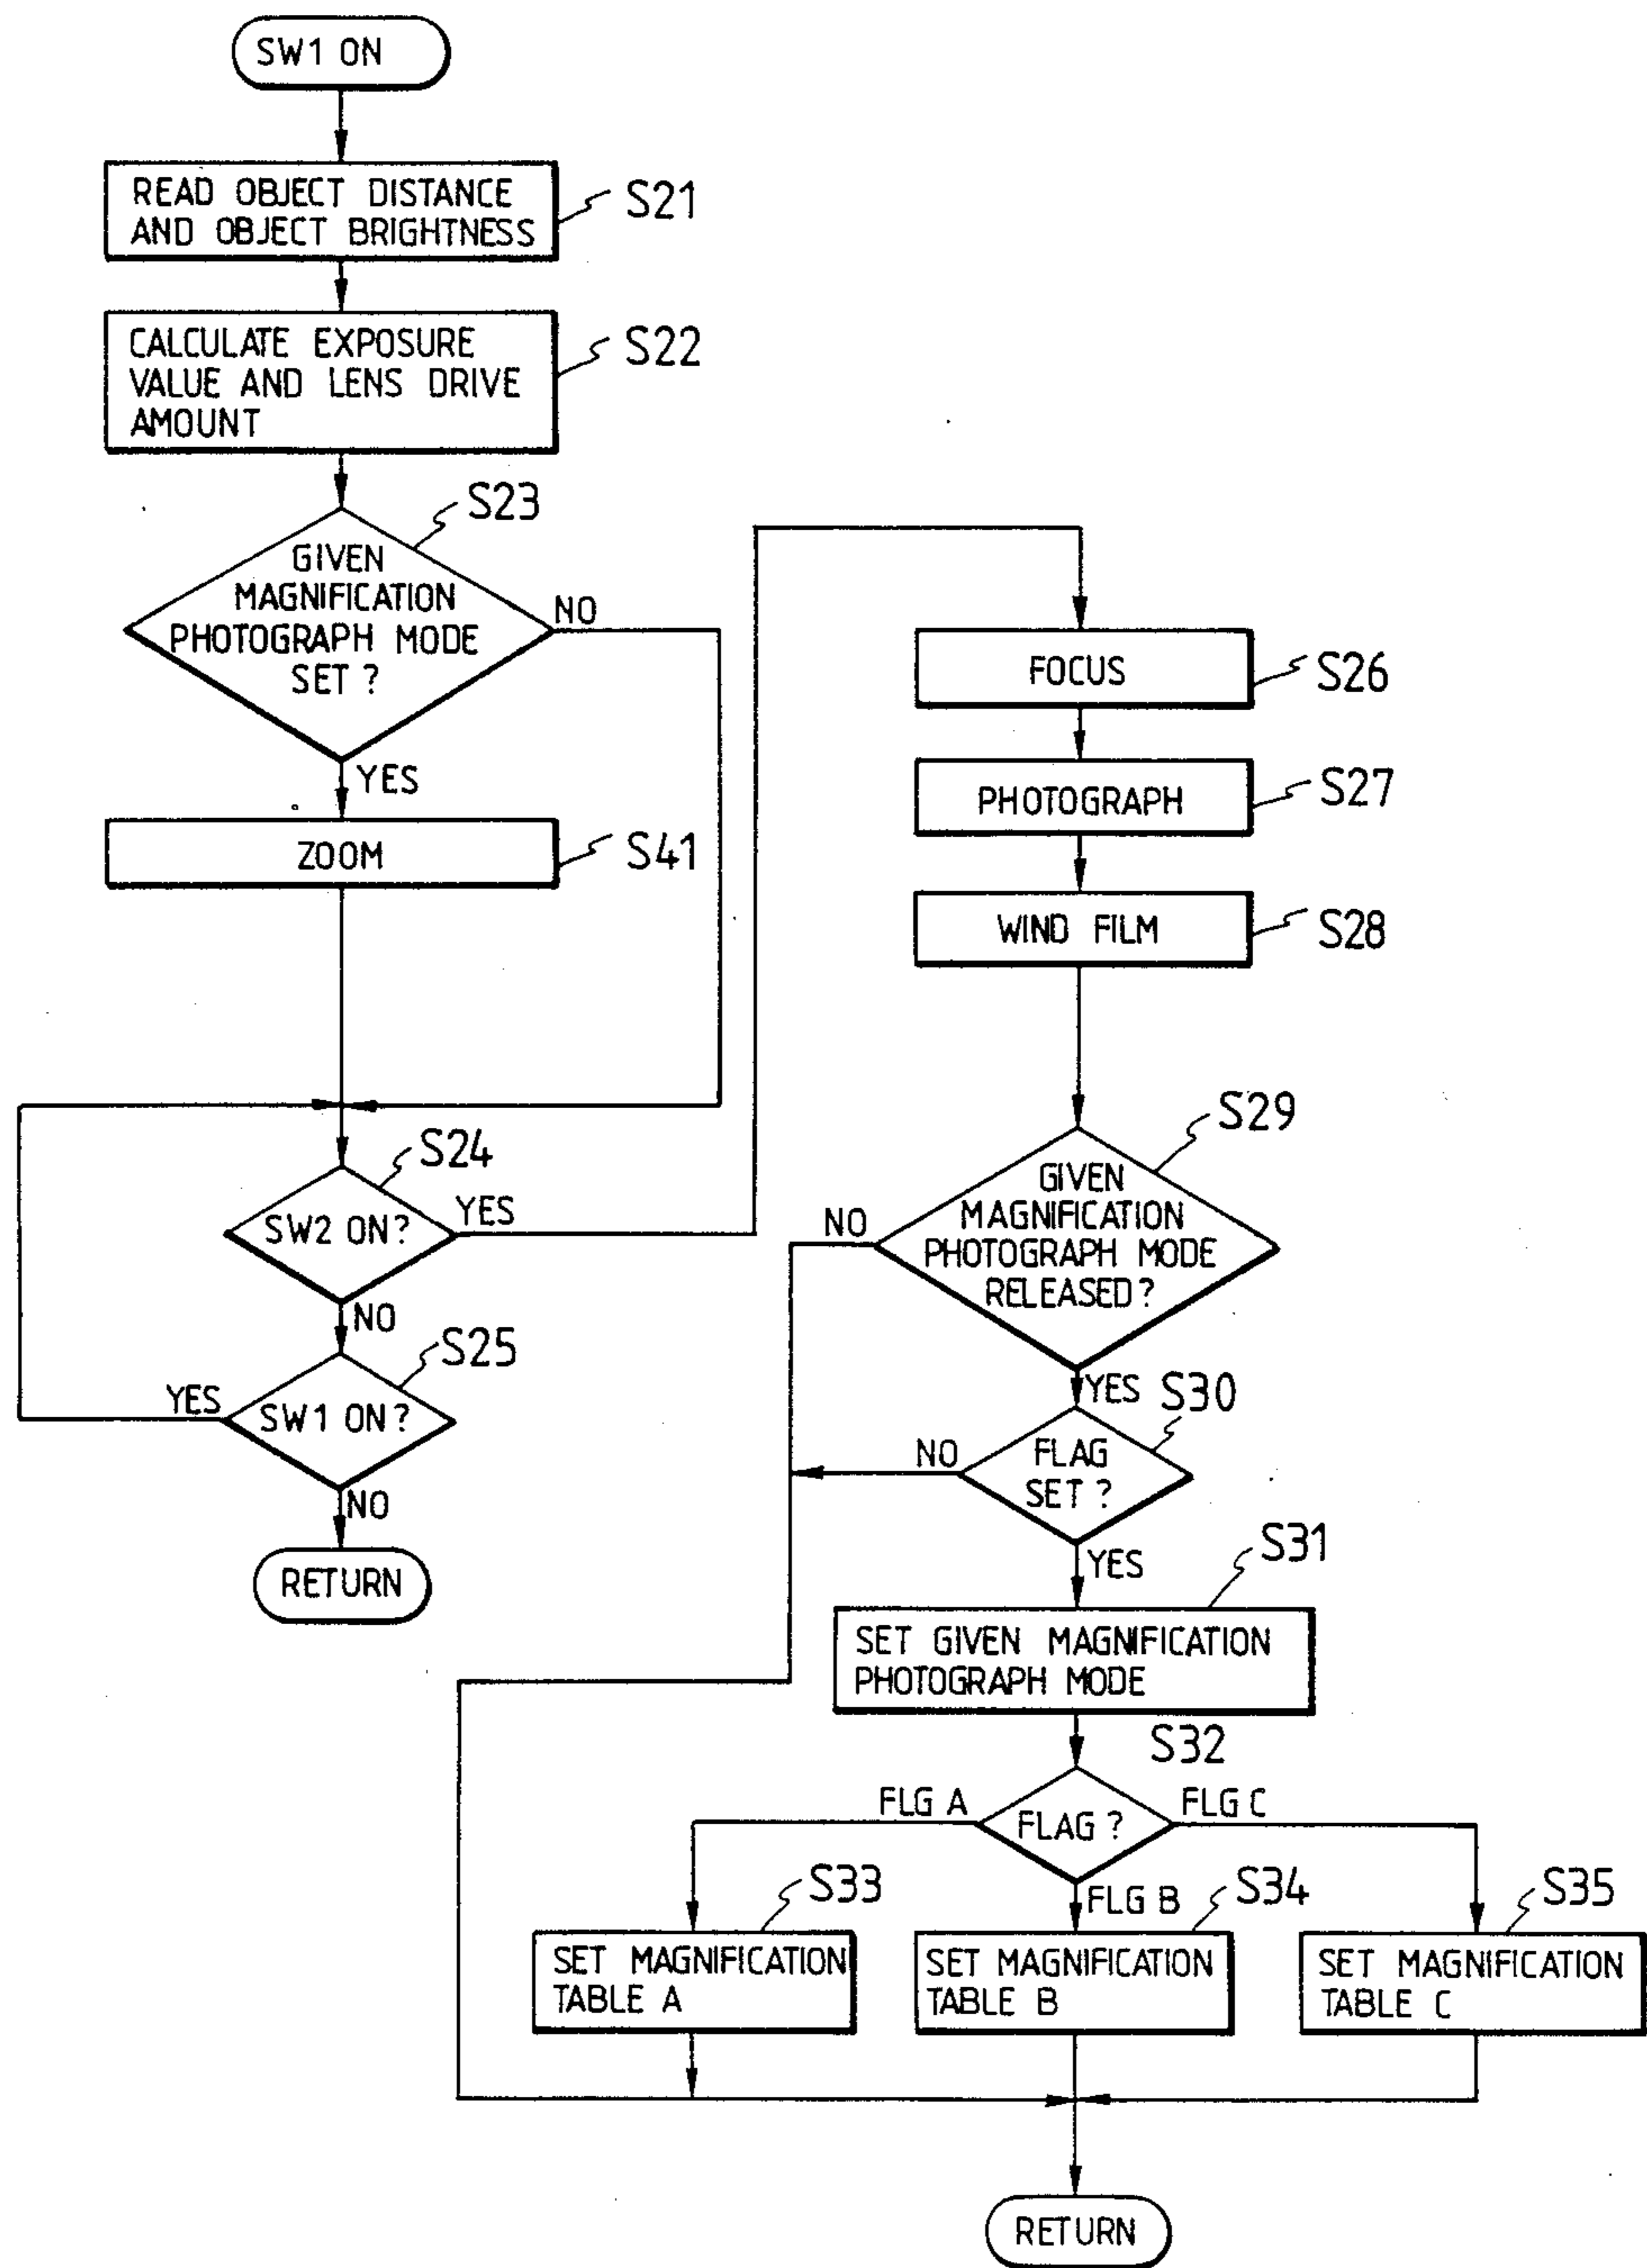 SW1 ON
READ OBJECT DISTANCE
AND OBJECT BRIGHTNESS
S21
CALCULATE EXPOSURE
VALUE AND LENS DRIVE
AMOUNT
S22
S23
GIVEN
MAGNIFICATION
PHOTOGRAPH MODE
SET ?
NO
YES
ZOOM
S41
S24
SW2 ON?
YES
NO
S25
SW1 ON?
YES
NO
RETURN
FOCUS
S26
PHOTOGRAPH
S27
WIND FILM
S28
S29
GIVEN
MAGNIFICATION
PHOTOGRAPH MODE
RELEASED?
NO
YES
S30
FLAG
SET ?
NO
YES
S31
SET GIVEN MAGNIFICATION
PHOTOGRAPH MODE
S32
FLAG ?
FLG A
FLG B
FLG C
S33
SET MAGNIFICATION
TABLE A
S34
SET MAGNIFICATION
TABLE B
S35
SET MAGNIFICATION
TABLE C
RETURN